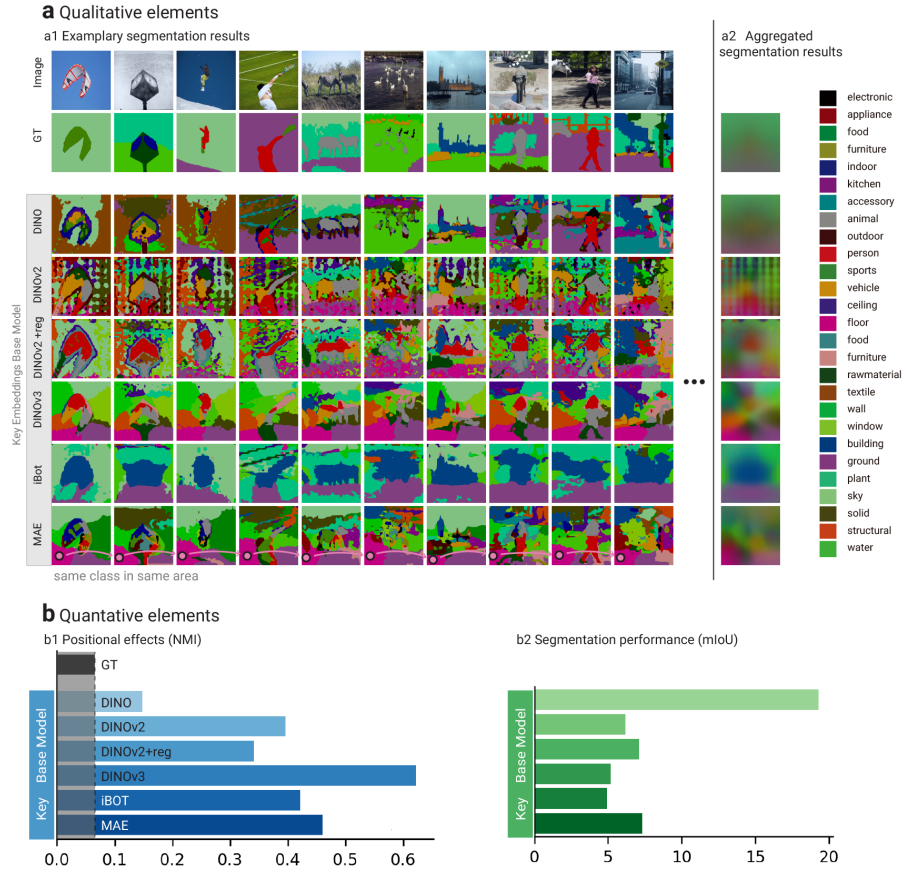 a Qualitative elements
a1 Examplary segmentation results
a2 Aggregated
segmentation results
Image
GT
Key Embeddings Base Model
DINO
DINOv2
DINOv2 +reg
DINOv3
iBot
MAE
same class in same area
•••
electronic
appliance
food
furniture
indoor
kitchen
accessory
animal
outdoor
person
sports
vehicle
ceiling
floor
food
furniture
rawmaterial
textile
wall
window
building
ground
plant
sky
solid
structural
water
b Quantative elements
b1 Positional effects (NMI)
GT
Key Base Model
DINO
DINOv2
DINOv2+reg
DINOv3
iBOT
MAE
0.0 0.1 0.2 0.3 0.4 0.5 0.6
b2 Segmentation performance (mIoU)
Key Base Model
0 5 10 15 20